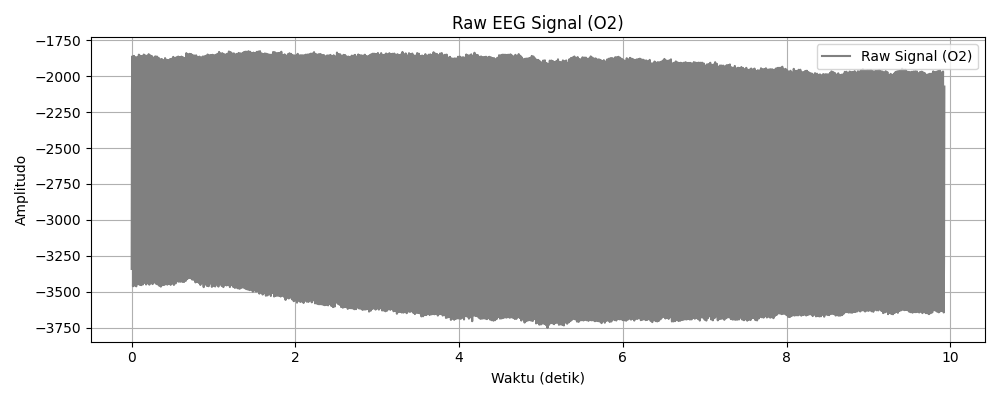 Raw EEG Signal (O2)
Raw Signal (O2)
Amplitudo
−1750
−2000
−2250
−2500
−2750
−3000
−3250
−3500
−3750
0 2 4 6 8 10
Waktu (detik)